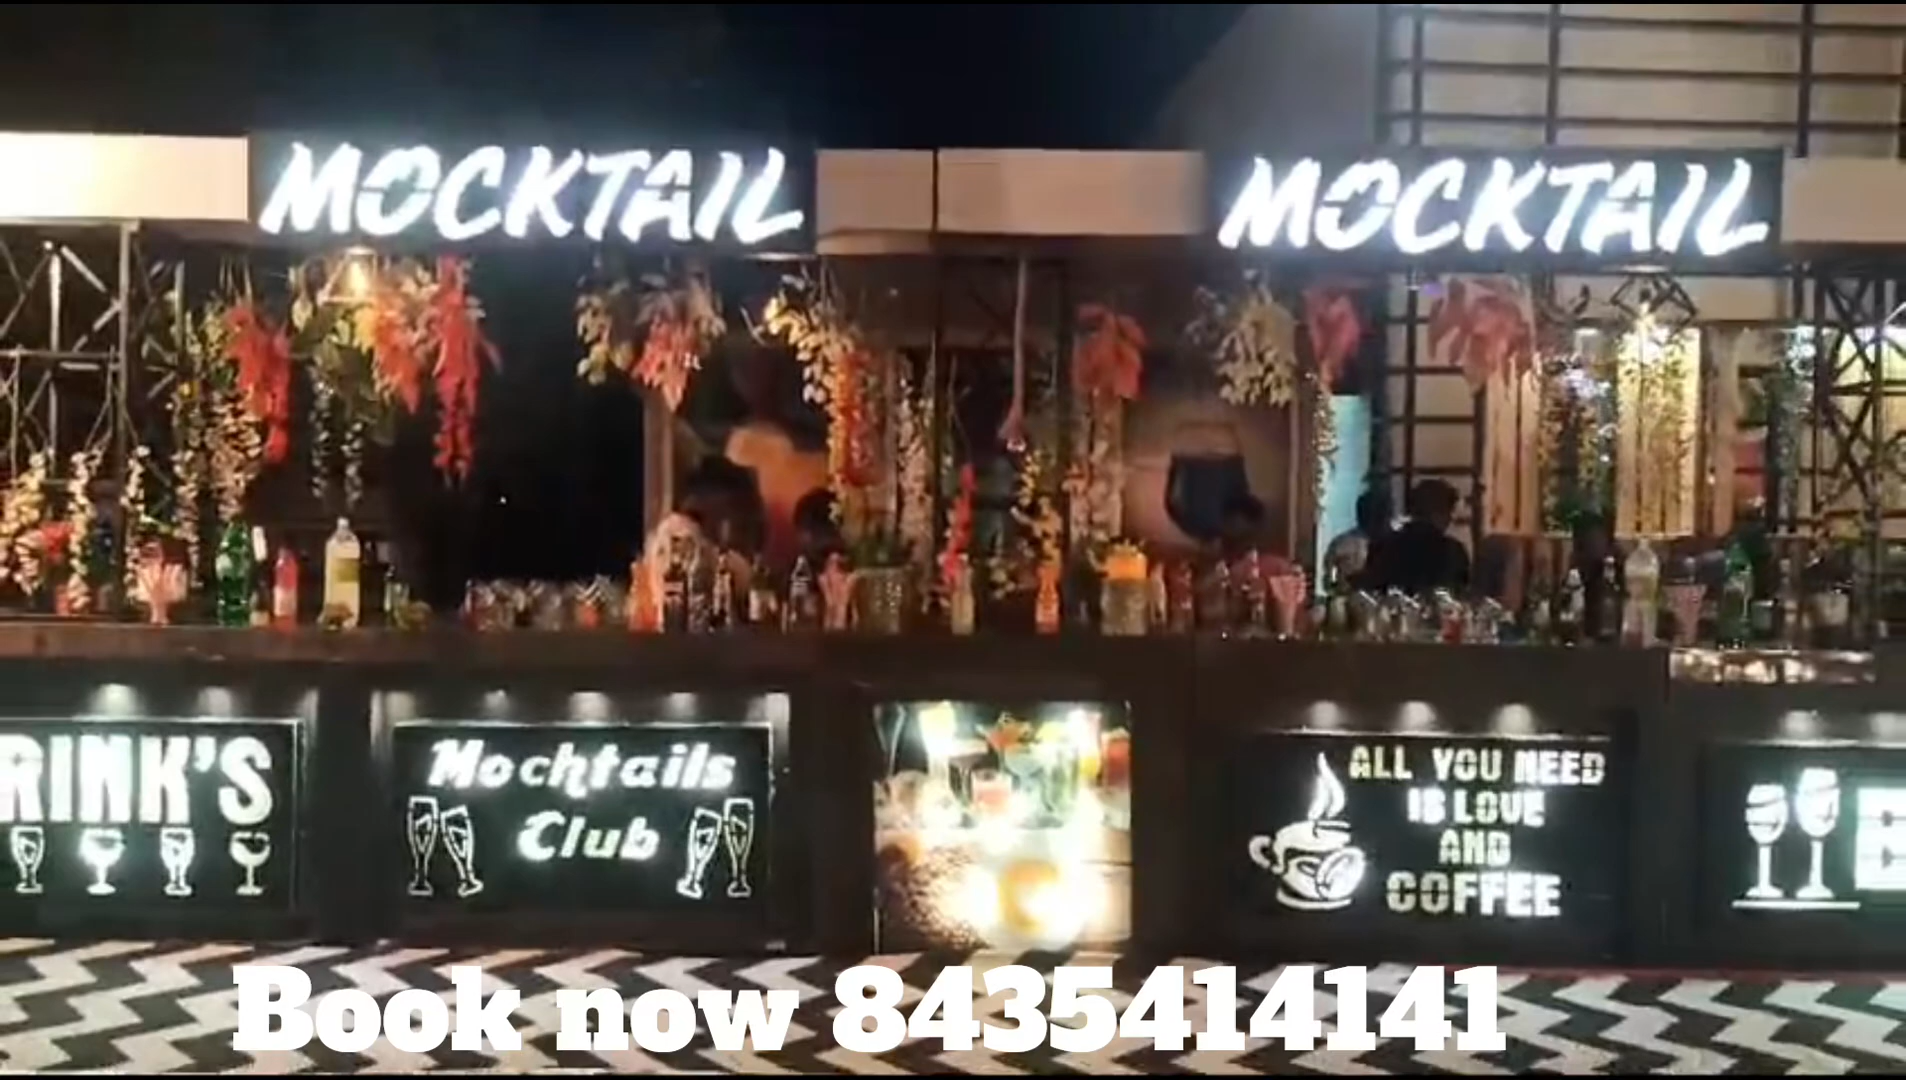 MOCKTAIL
MOCKTAIL
RINK'S
Mocktails
Club
ALL YOU NEED
IS LOVE
AND
COFFEE
Book now 8435414141